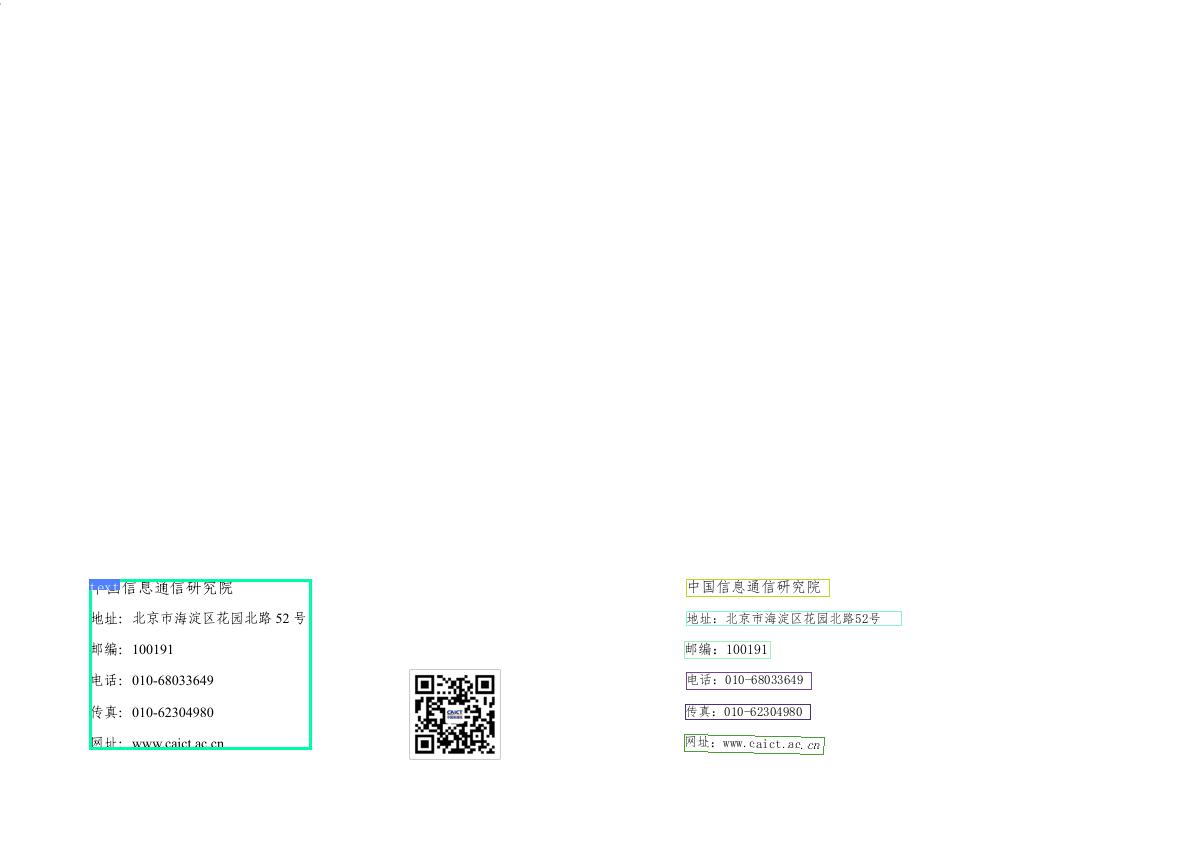 text
中国信息通信研究院
地址：北京市海淀区花园北路 52 号
邮编：100191
电话：010-68033649
传真：010-62304980
网址：www.caict.ac.cn
CAICT
中国信息通信研究院
地址：北京市海淀区花园北路52号
邮编：100191
电话：010-68033649
传真：010-62304980
网址：www.caict.ac.cn